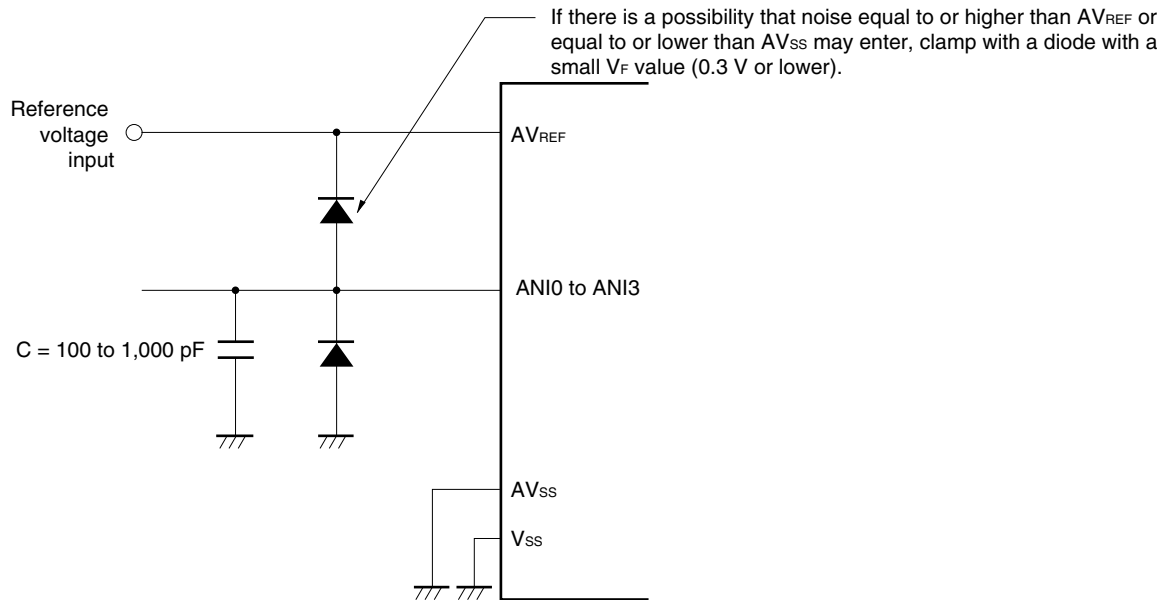 If there is a possibility that noise equal to or higher than AVREF or
equal to or lower than AVSS may enter, clamp with a diode with a
small VF value (0.3 V or lower).
Reference
voltage
input
AVREF
ANI0 to ANI3
C = 100 to 1,000 pF
AVSS
VSS